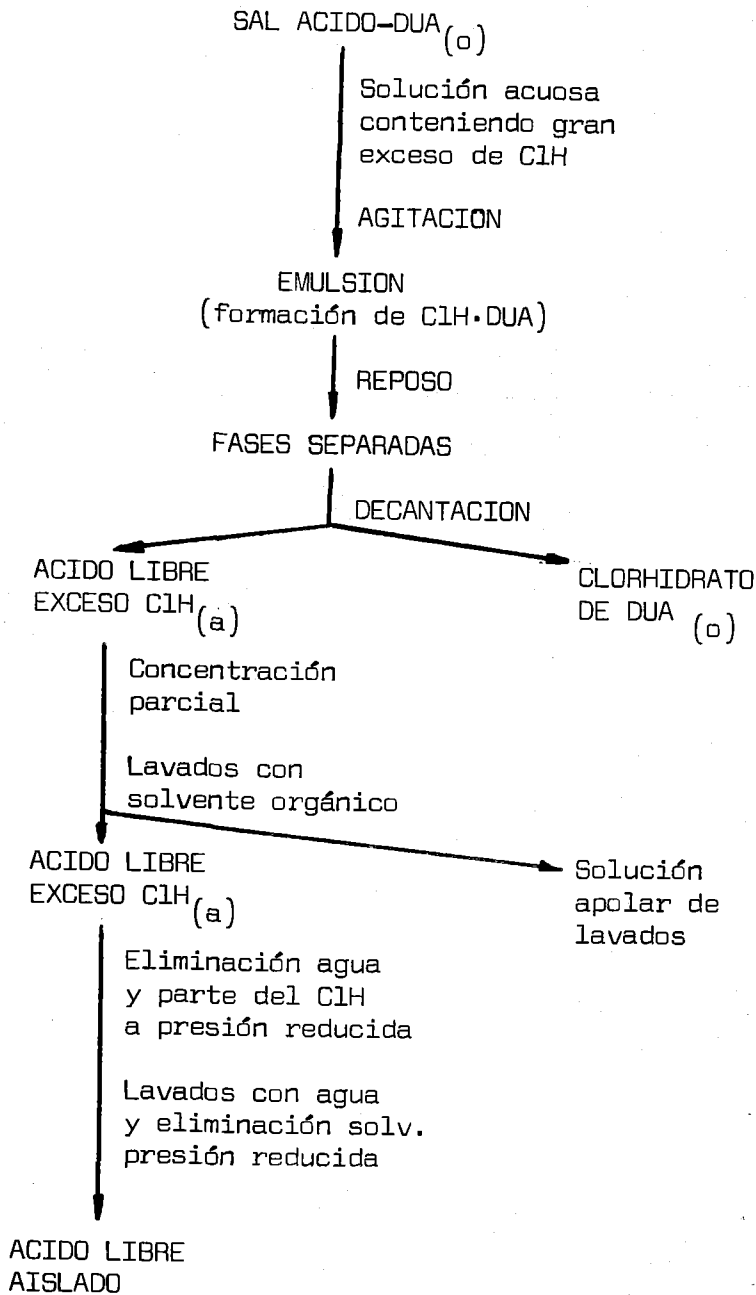 SAL ACIDO-DUA(o)
Solución acuosa
conteniendo gran
exceso de ClH
AGITACION
EMULSION
(formación de ClH·DUA)
REPOSO
FASES SEPARADAS
DECANTACION
ACIDO LIBRE
EXCESO ClH(a)
CLORHIDRATO
DE DUA (o)
Concentración
parcial
Lavados con
solvente orgánico
ACIDO LIBRE
EXCESO ClH(a)
Solución
apolar de
lavados
Eliminación agua
y parte del ClH
a presión reducida
Lavados con agua
y eliminación solv.
presión reducida
ACIDO LIBRE
AISLADO